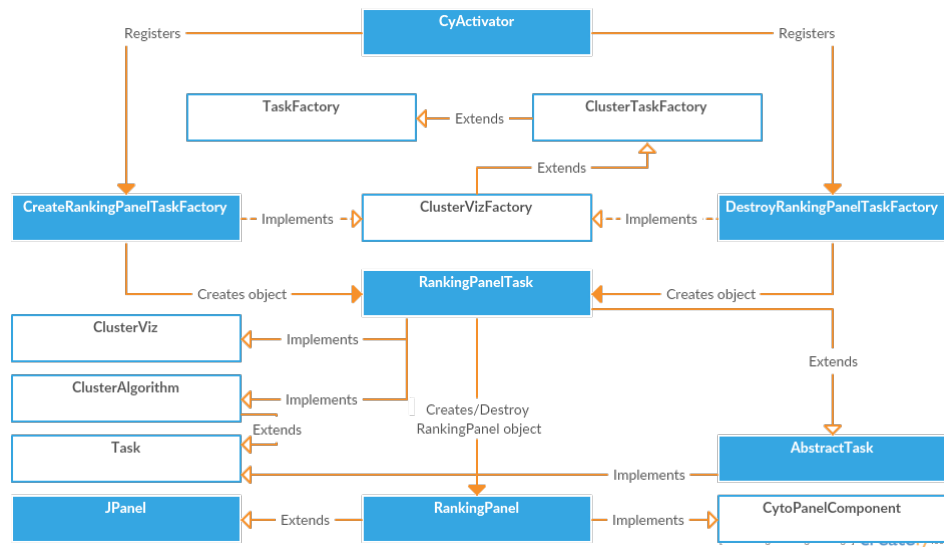 CyActivator
Registers
Registers
TaskFactory
Extends
ClusterTaskFactory
Extends
CreateRankingPanelTaskFactory
Implements
ClusterVizFactory
Implements
DestroyRankingPanelTaskFactory
RankingPanelTask
Creates object
Creates object
ClusterViz
Implements
Extends
ClusterAlgorithm
Implements
Creates/Destroy
RankingPanel object
Extends
Task
AbstractTask
Implements
JPanel
Extends
RankingPanel
Implements
CytoPanelComponent